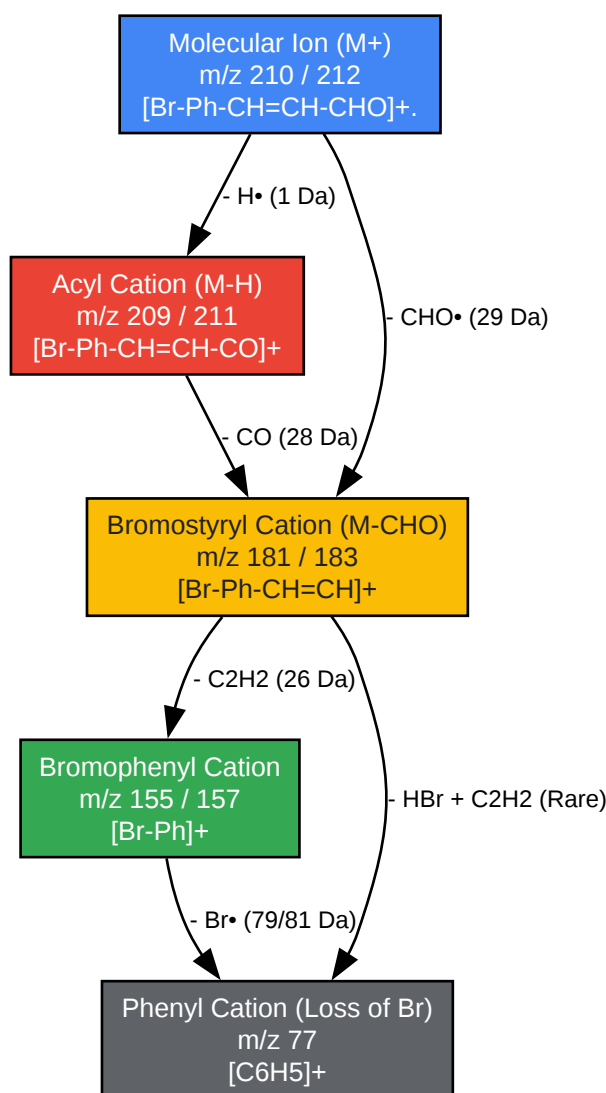 Molecular Ion (M+)
m/z 210 / 212
[Br-Ph-CH=CH-CHO]+.
- H• (1 Da)
Acyl Cation (M-H)
m/z 209 / 211
[Br-Ph-CH=CH-CO]+
- CHO• (29 Da)
- CO (28 Da)
Bromostyryl Cation (M-CHO)
m/z 181 / 183
[Br-Ph-CH=CH]+
- C2H2 (26 Da)
Bromophenyl Cation
m/z 155 / 157
[Br-Ph]+
- HBr + C2H2 (Rare)
- Br• (79/81 Da)
Phenyl Cation (Loss of Br)
m/z 77
[C6H5]+